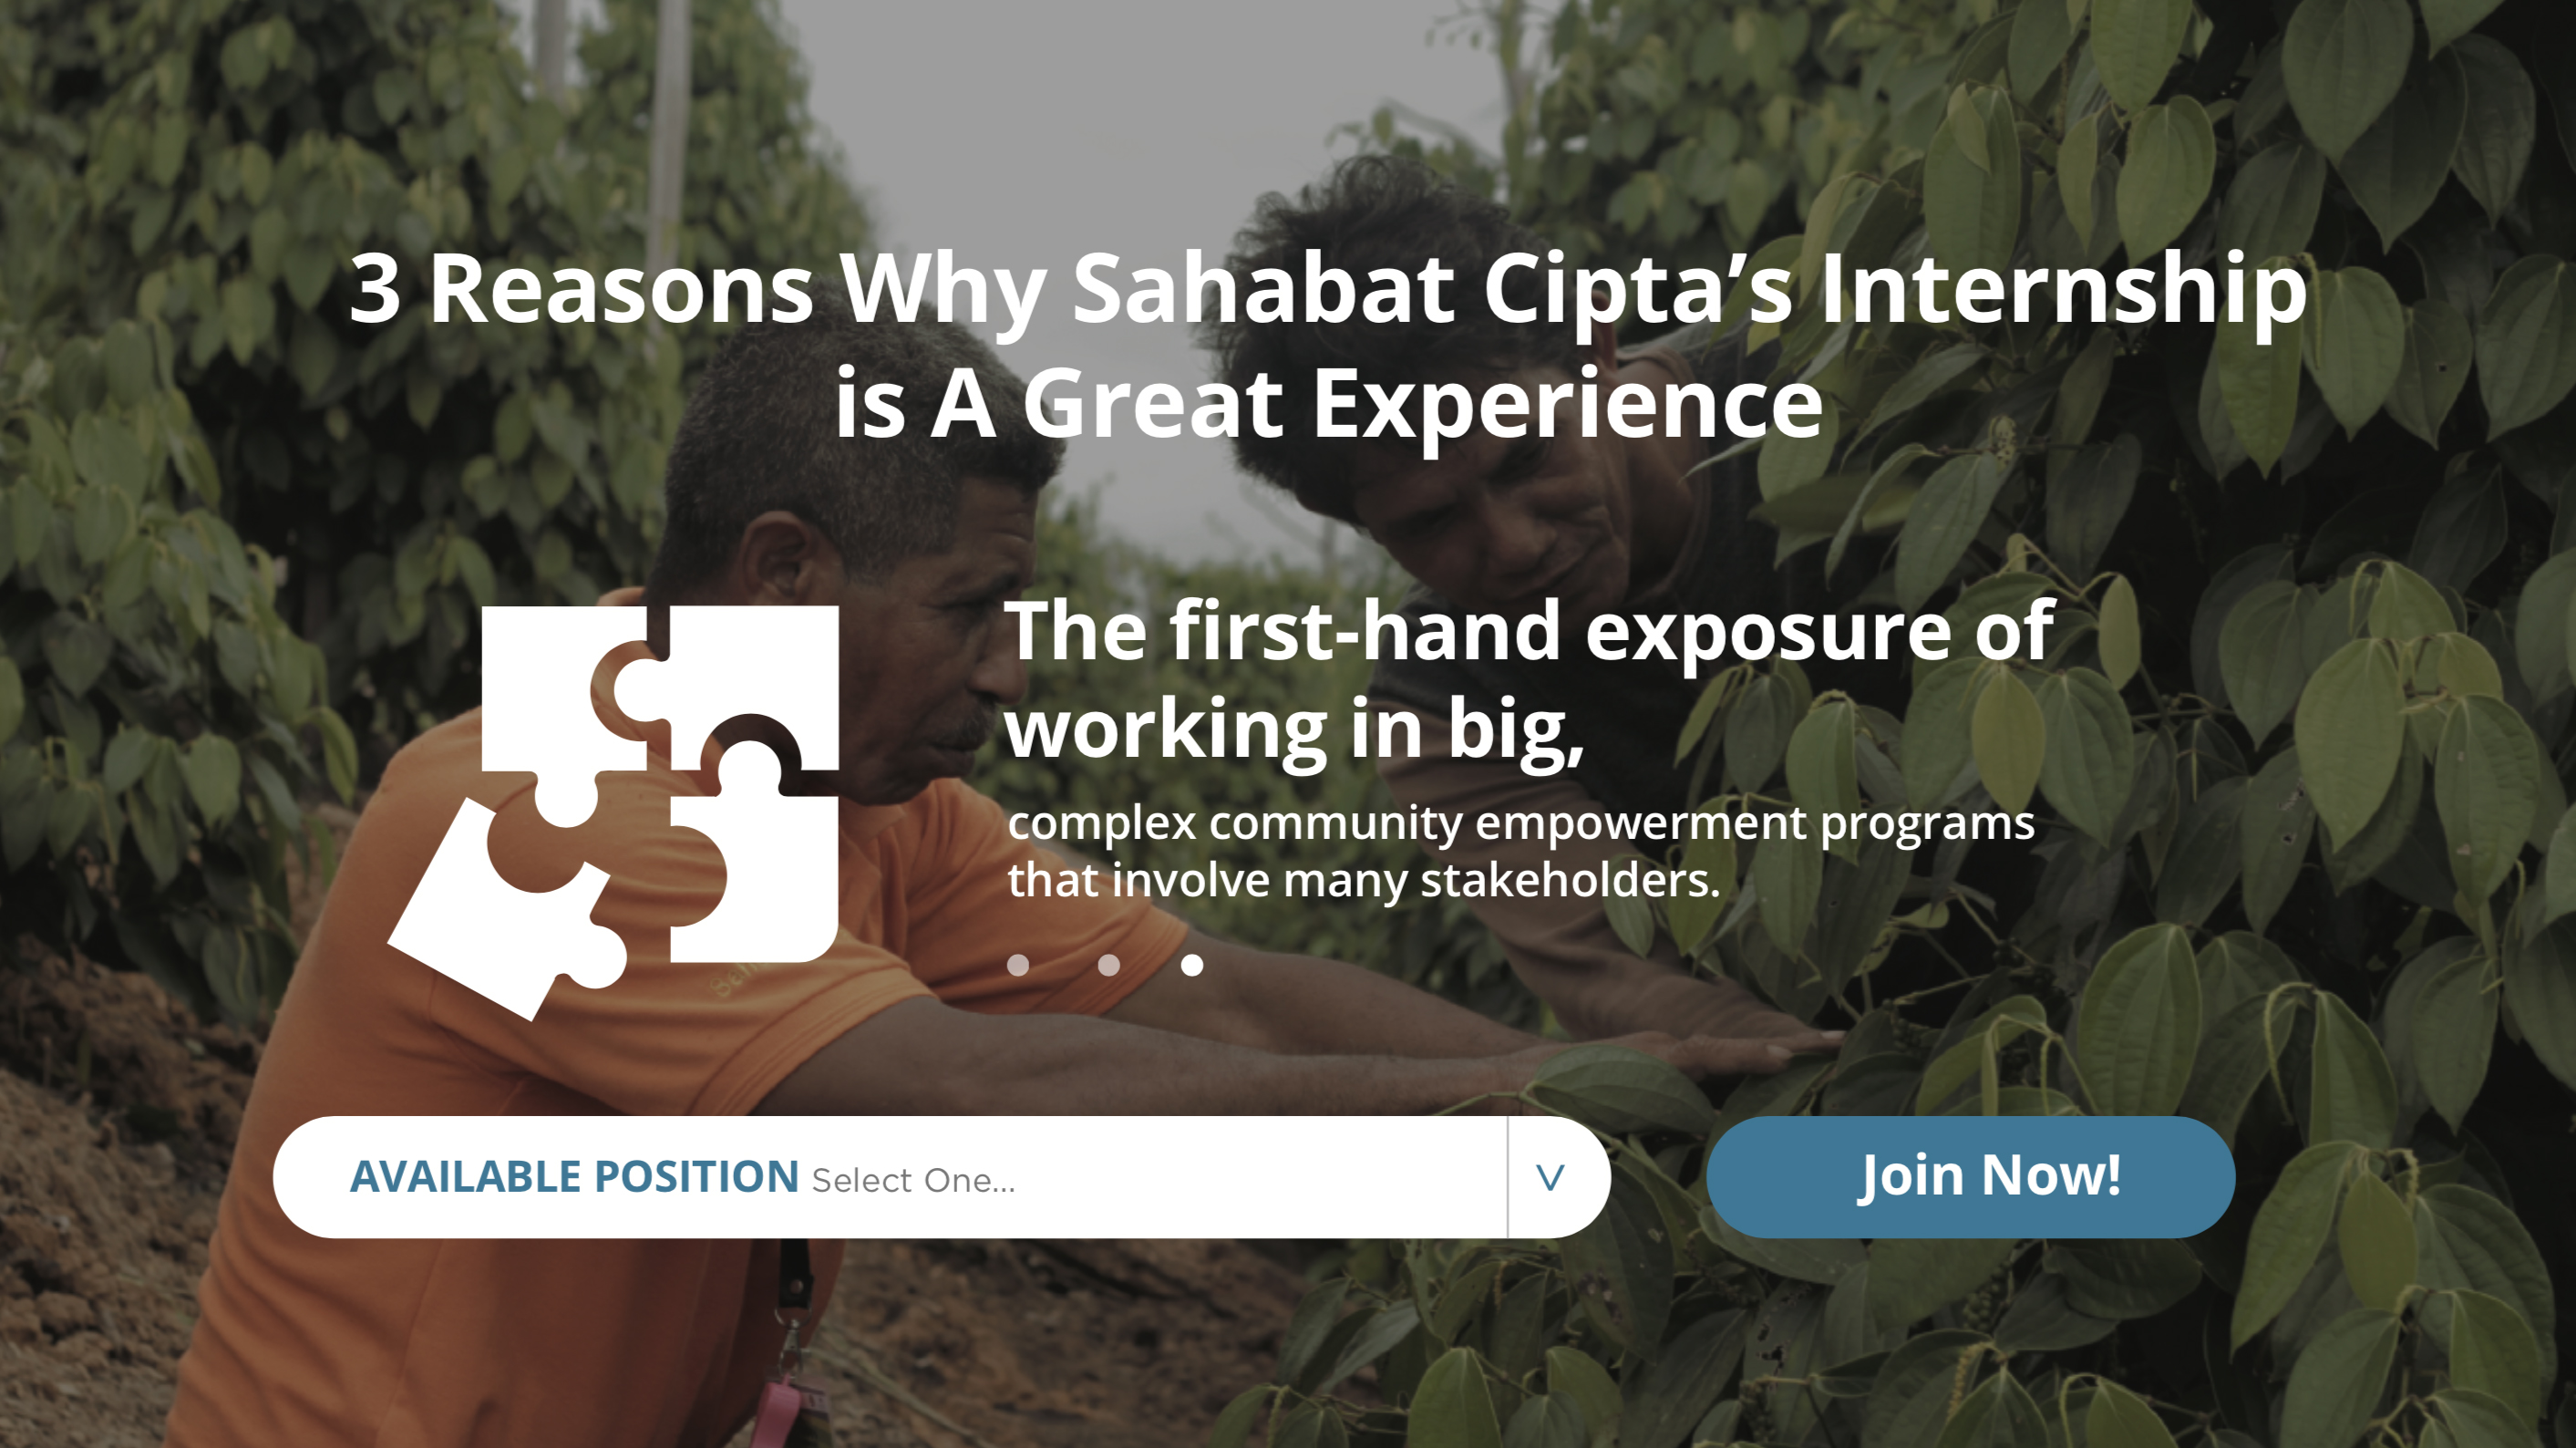 3 Reasons Why Sahabat Cipta’s Internship
is A Great Experience
The first-hand exposure of
working in big,
complex community empowerment programs
that involve many stakeholders.
AVAILABLE POSITION Select One...
Join Now!